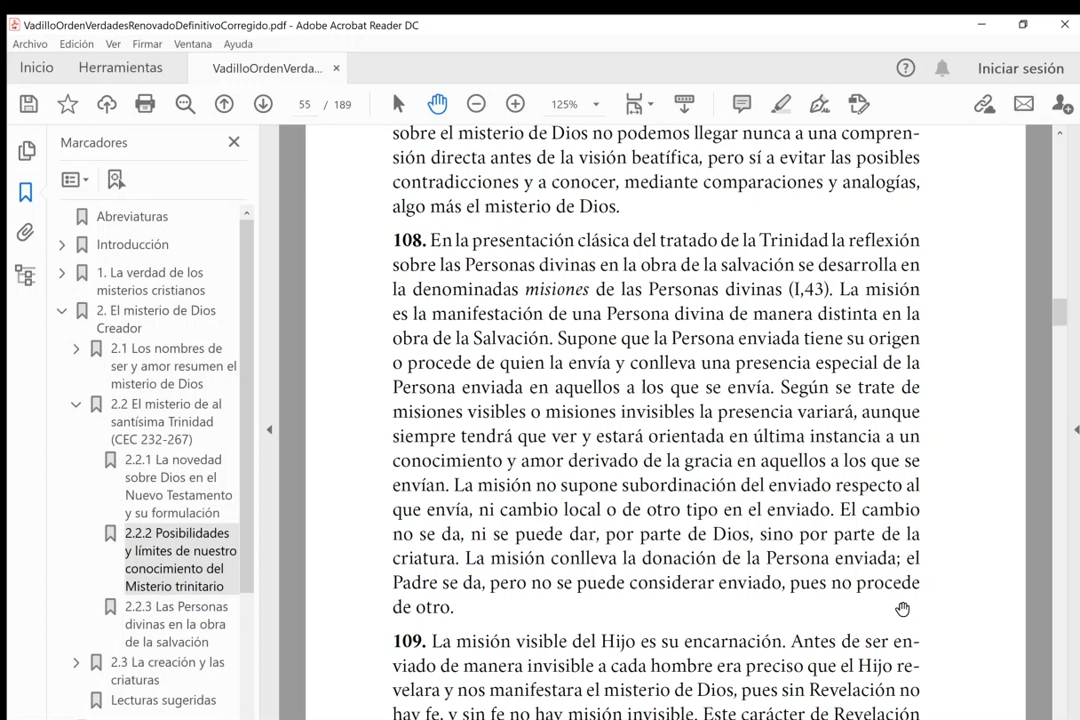 VadilloOrdenVerdadesRenovadoDefinitivoCorregido.pdf - Adobe Acrobat Reader DC
Archivo Edición Ver Firmar Ventana Ayuda
Inicio Herramientas VadilloOrdenVerda... × Iniciar sesión
55 / 189 125%
Marcadores
Abreviaturas
Introducción
1. La verdad de los
misterios cristianos
2. El misterio de Dios
Creador
2.1 Los nombres de
ser y amor resumen el
misterio de Dios
2.2 El misterio de al
santísima Trinidad
(CEC 232-267)
2.2.1 La novedad
sobre Dios en el
Nuevo Testamento
y su formulación
2.2.2 Posibilidades
y límites de nuestro
conocimiento del
Misterio trinitario
2.2.3 Las Personas
divinas en la obra
de la salvación
2.3 La creación y las
criaturas
Lecturas sugeridas
sobre el misterio de Dios no podemos llegar nunca a una compren-
sión directa antes de la visión beatífica, pero sí a evitar las posibles
contradicciones y a conocer, mediante comparaciones y analogías,
algo más el misterio de Dios.
108. En la presentación clásica del tratado de la Trinidad la reflexión
sobre las Personas divinas en la obra de la salvación se desarrolla en
la denominadas misiones de las Personas divinas (I,43). La misión
es la manifestación de una Persona divina de manera distinta en la
obra de la Salvación. Supone que la Persona enviada tiene su origen
o procede de quien la envía y conlleva una presencia especial de la
Persona enviada en aquellos a los que se envía. Según se trate de
misiones visibles o misiones invisibles la presencia variará, aunque
siempre tendrá que ver y estará orientada en última instancia a un
conocimiento y amor derivado de la gracia en aquellos a los que se
envían. La misión no supone subordinación del enviado respecto al
que envía, ni cambio local o de otro tipo en el enviado. El cambio
no se da, ni se puede dar, por parte de Dios, sino por parte de la
criatura. La misión conlleva la donación de la Persona enviada; el
Padre se da, pero no se puede considerar enviado, pues no procede
de otro.
109. La misión visible del Hijo es su encarnación. Antes de ser en-
viado de manera invisible a cada hombre era preciso que el Hijo re-
velara y nos manifestara el misterio de Dios, pues sin Revelación no
hay fe, y sin fe no hay misión invisible. Este carácter de Revelación